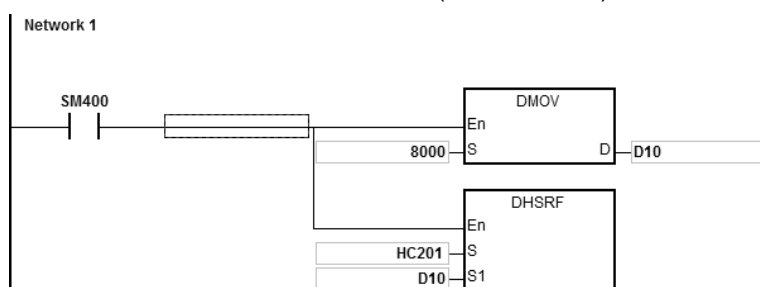 Network 1
SM400
DMOV
En
8000 S D D10
DHSRF
En
HC201 S
D10 S1